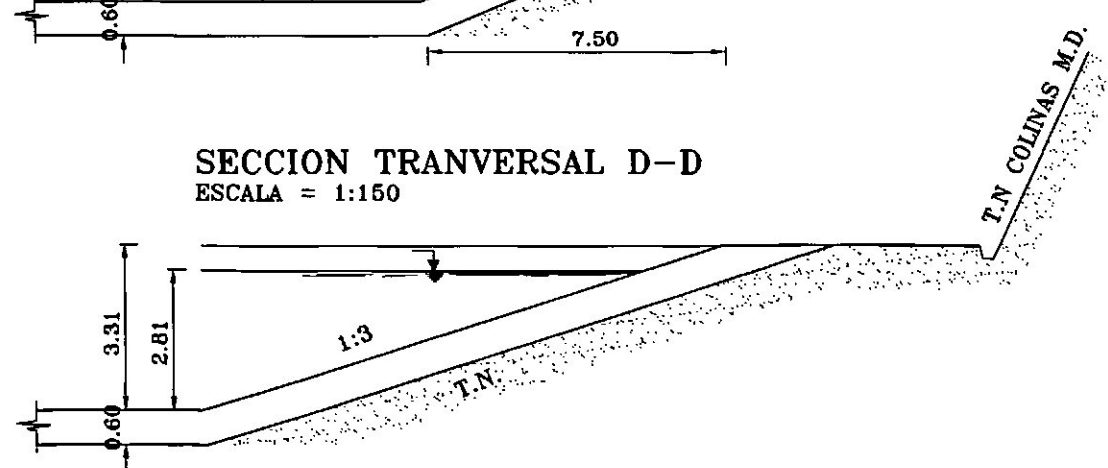 0.60
7.50
T.N COLINAS M.D.
SECCION TRANVERSAL D-D
ESCALA = 1:150
3.31
2.81
1:3
T.N.
0.60